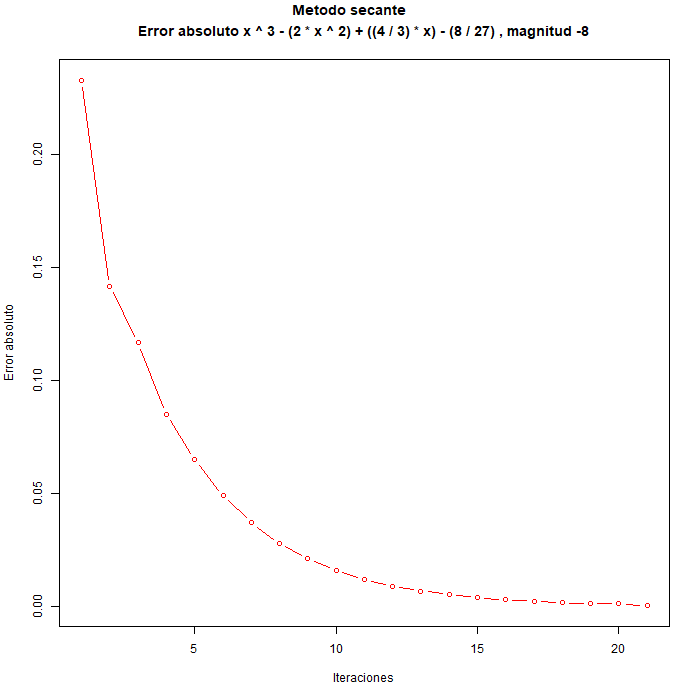 Metodo secante
Error absoluto x ^ 3 - (2 * x ^ 2) + ((4 / 3) * x) - (8 / 27) , magnitud -8
0.20
0.15
0.10
0.05
0.00
Error absoluto
5
10
15
20
Iteraciones